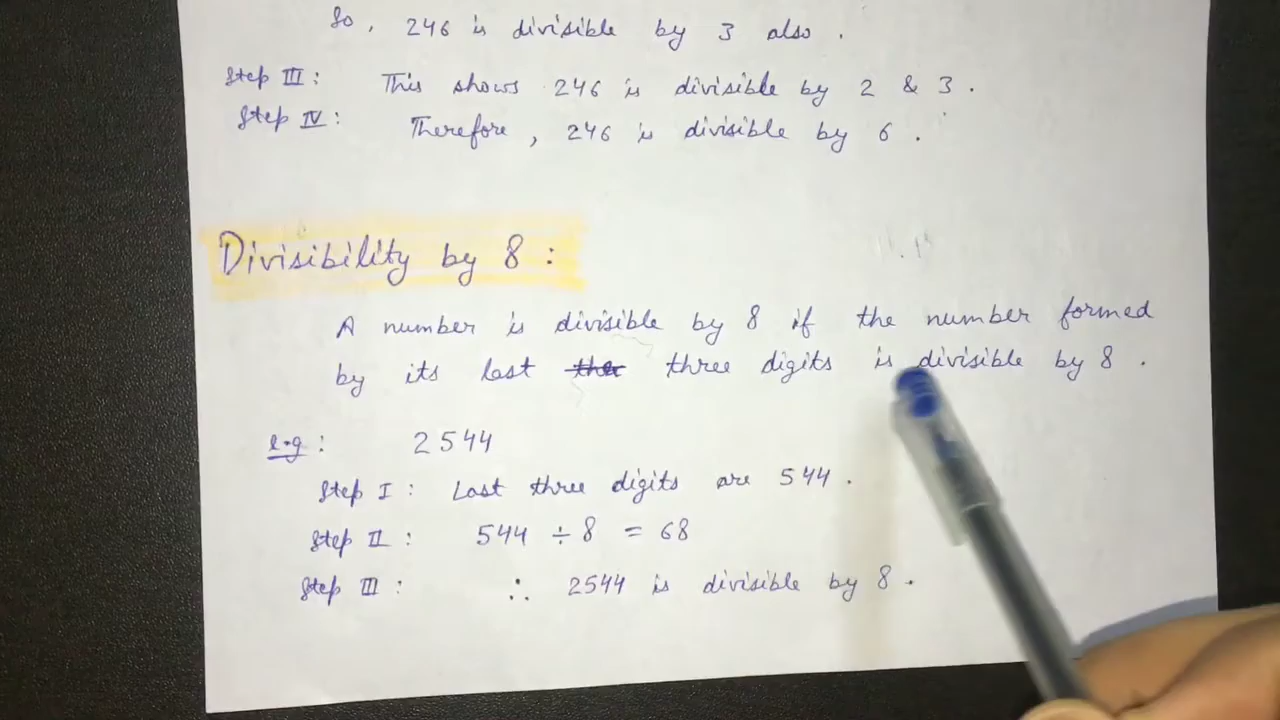 So, 246 is divisible by 3 also.
Step III: This shows 246 is divisible by 2 & 3.
Step IV: Therefore, 246 is divisible by 6.
Divisibility by 8:
A number is divisible by 8 if the number formed
by its last the three digits is divisible by 8.
e.g: 2544
Step I: Last three digits are 544.
Step II: 544 ÷ 8 = 68
Step III: ∴ 2544 is divisible by 8.